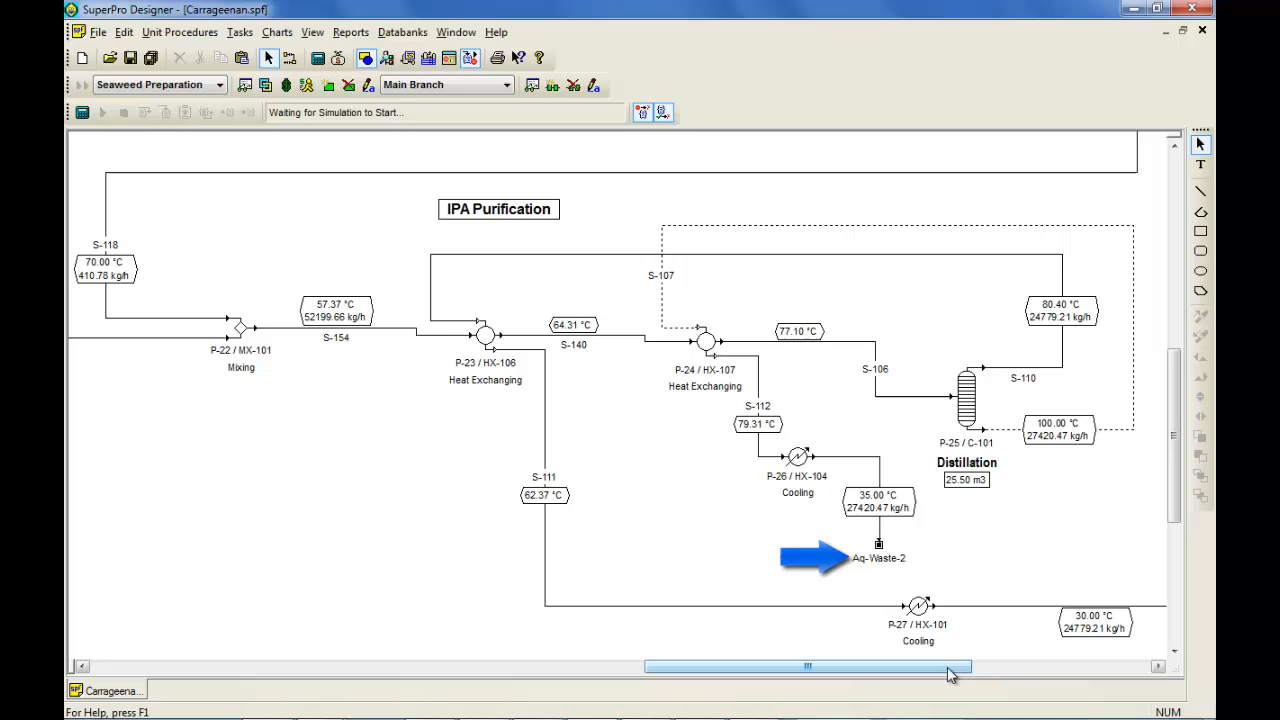 SuperPro Designer - [Carrageenan.spf]
File Edit Unit Procedures Tasks Charts View Reports Databanks Window Help
Seaweed Preparation Main Branch
Waiting for Simulation to Start...
IPA Purification
S-118
70.00 °C
410.78 kg/h
57.37 °C
52199.66 kg/h
S-154
P-22 / MX-101
Mixing
P-23 / HX-106
Heat Exchanging
64.31 °C
S-140
S-107
P-24 / HX-107
Heat Exchanging
77.10 °C
S-106
80.40 °C
24779.21 kg/h
S-110
100.00 °C
27420.47 kg/h
P-25 / C-101
Distillation
25.50 m3
S-112
79.31 °C
P-26 / HX-104
Cooling
35.00 °C
27420.47 kg/h
Aq-Waste-2
S-111
62.37 °C
P-27 / HX-101
Cooling
30.00 °C
24779.21 kg/h
Carrageena...
For Help, press F1
NUM